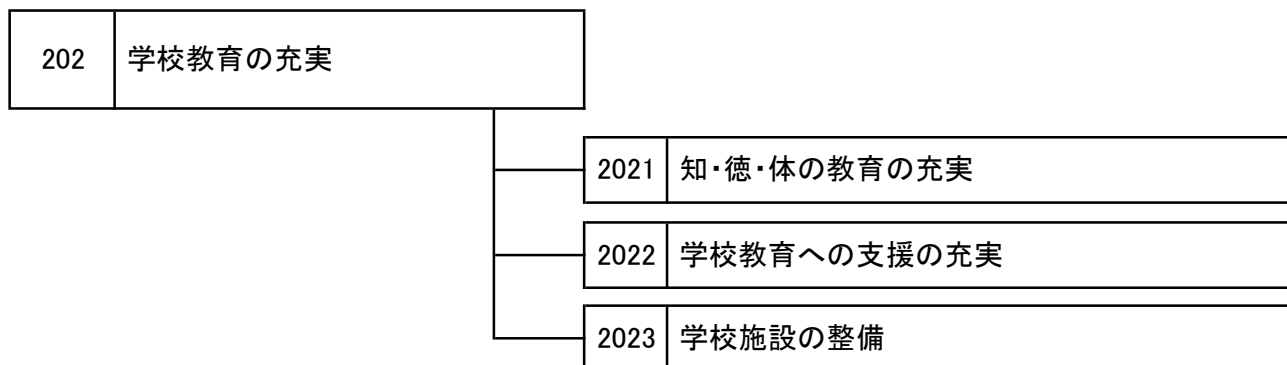 202 学校教育の充実
2021 知・徳・体の教育の充実
2022 学校教育への支援の充実
2023 学校施設の整備